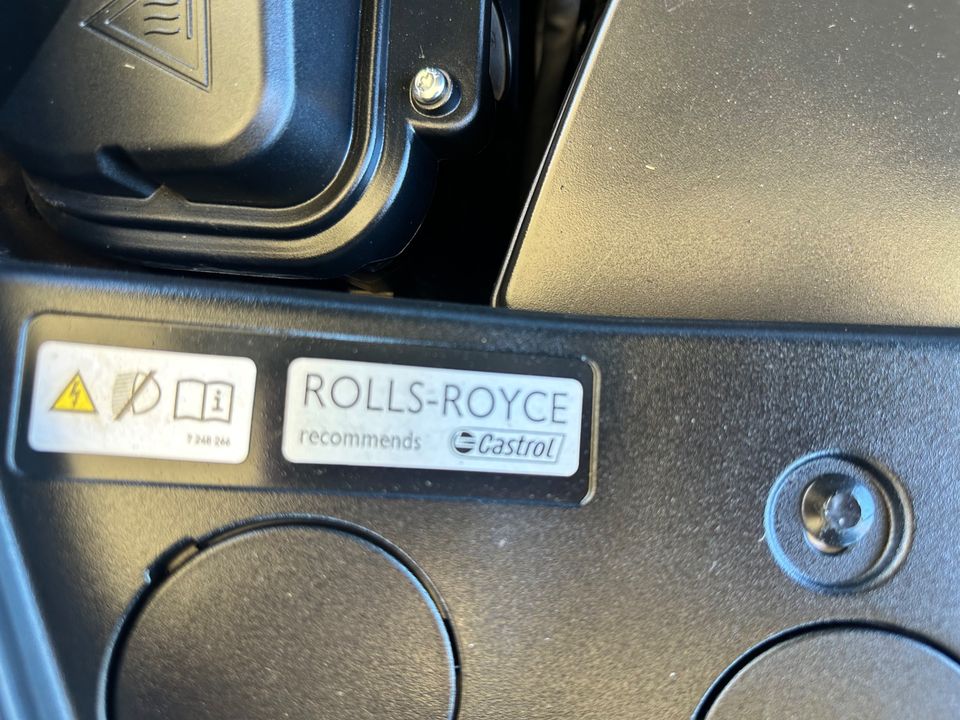 7 248 266
ROLLS-ROYCE
recommends Castrol